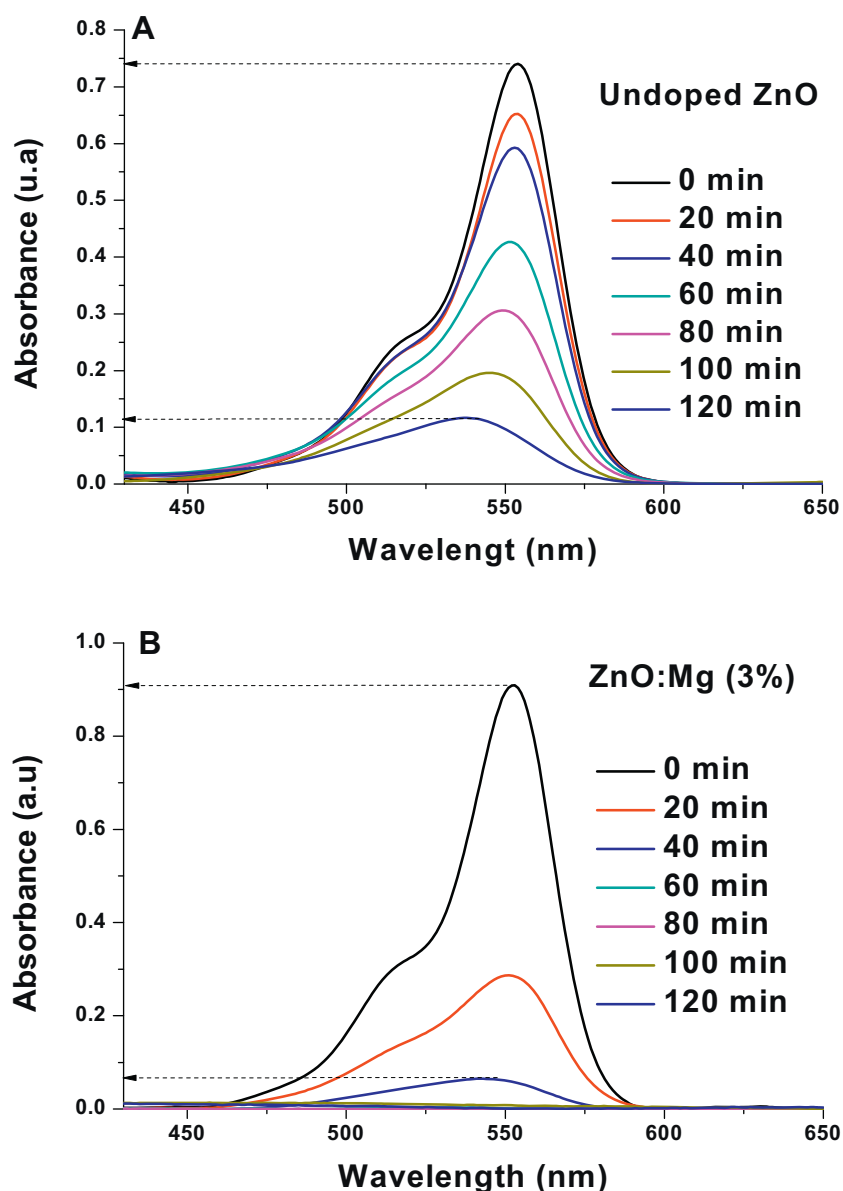 A
0.8
0.7
0.6
0.5
0.4
0.3
0.2
0.1
0.0
Absorbance (u.a)
Undoped ZnO
0 min
20 min
40 min
60 min
80 min
100 min
120 min
450 500 550 600 650
Wavelengt (nm)
B
1.0
0.9
0.8
0.6
0.4
0.2
0.1
0.0
Absorbance (a.u)
ZnO:Mg (3%)
0 min
20 min
40 min
60 min
80 min
100 min
120 min
450 500 550 600 650
Wavelength (nm)